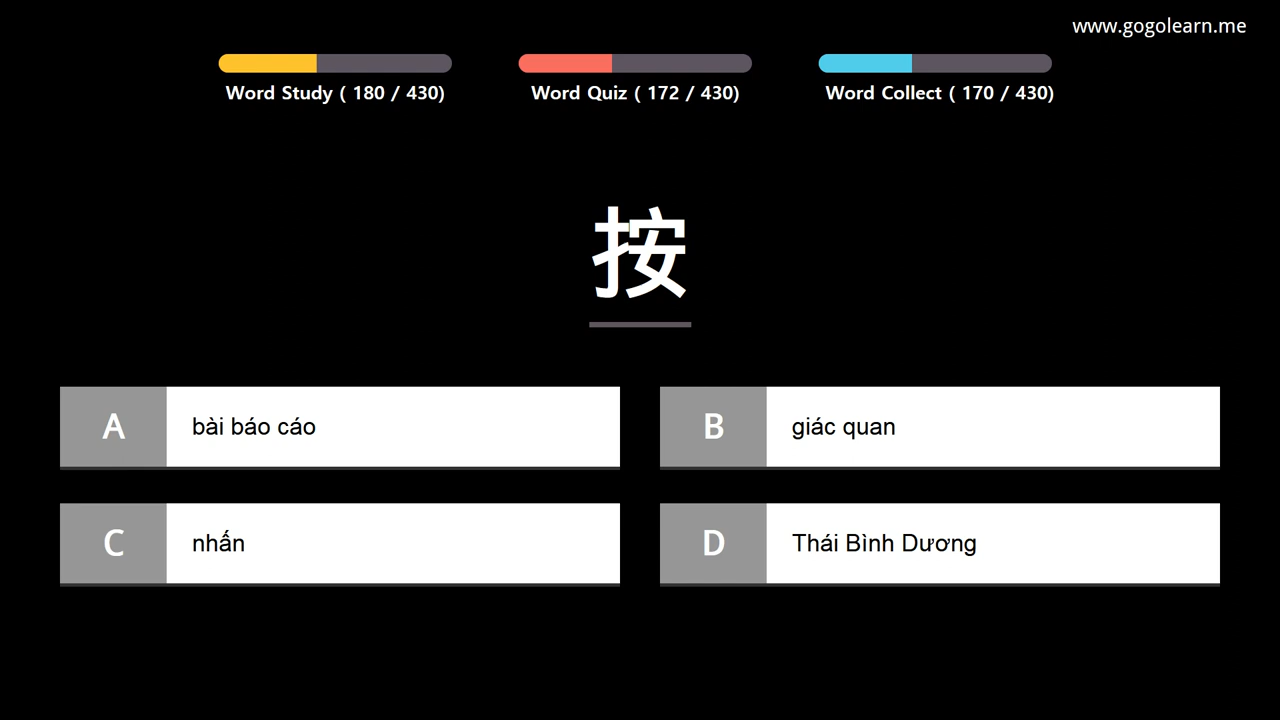 www.gogolearn.me
Word Study ( 180 / 430)
Word Quiz ( 172 / 430)
Word Collect ( 170 / 430)
按
A bài báo cáo
B giác quan
C nhấn
D Thái Bình Dương